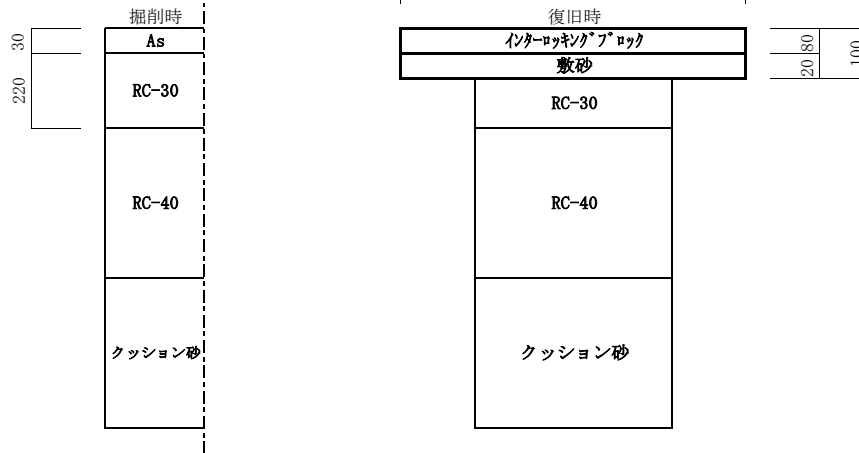 掘削時
復旧時
30
As
220
RC-30
RC-40
クッション砂
インターロッキングブロック
敷砂
RC-30
RC-40
クッション砂
80
20
100